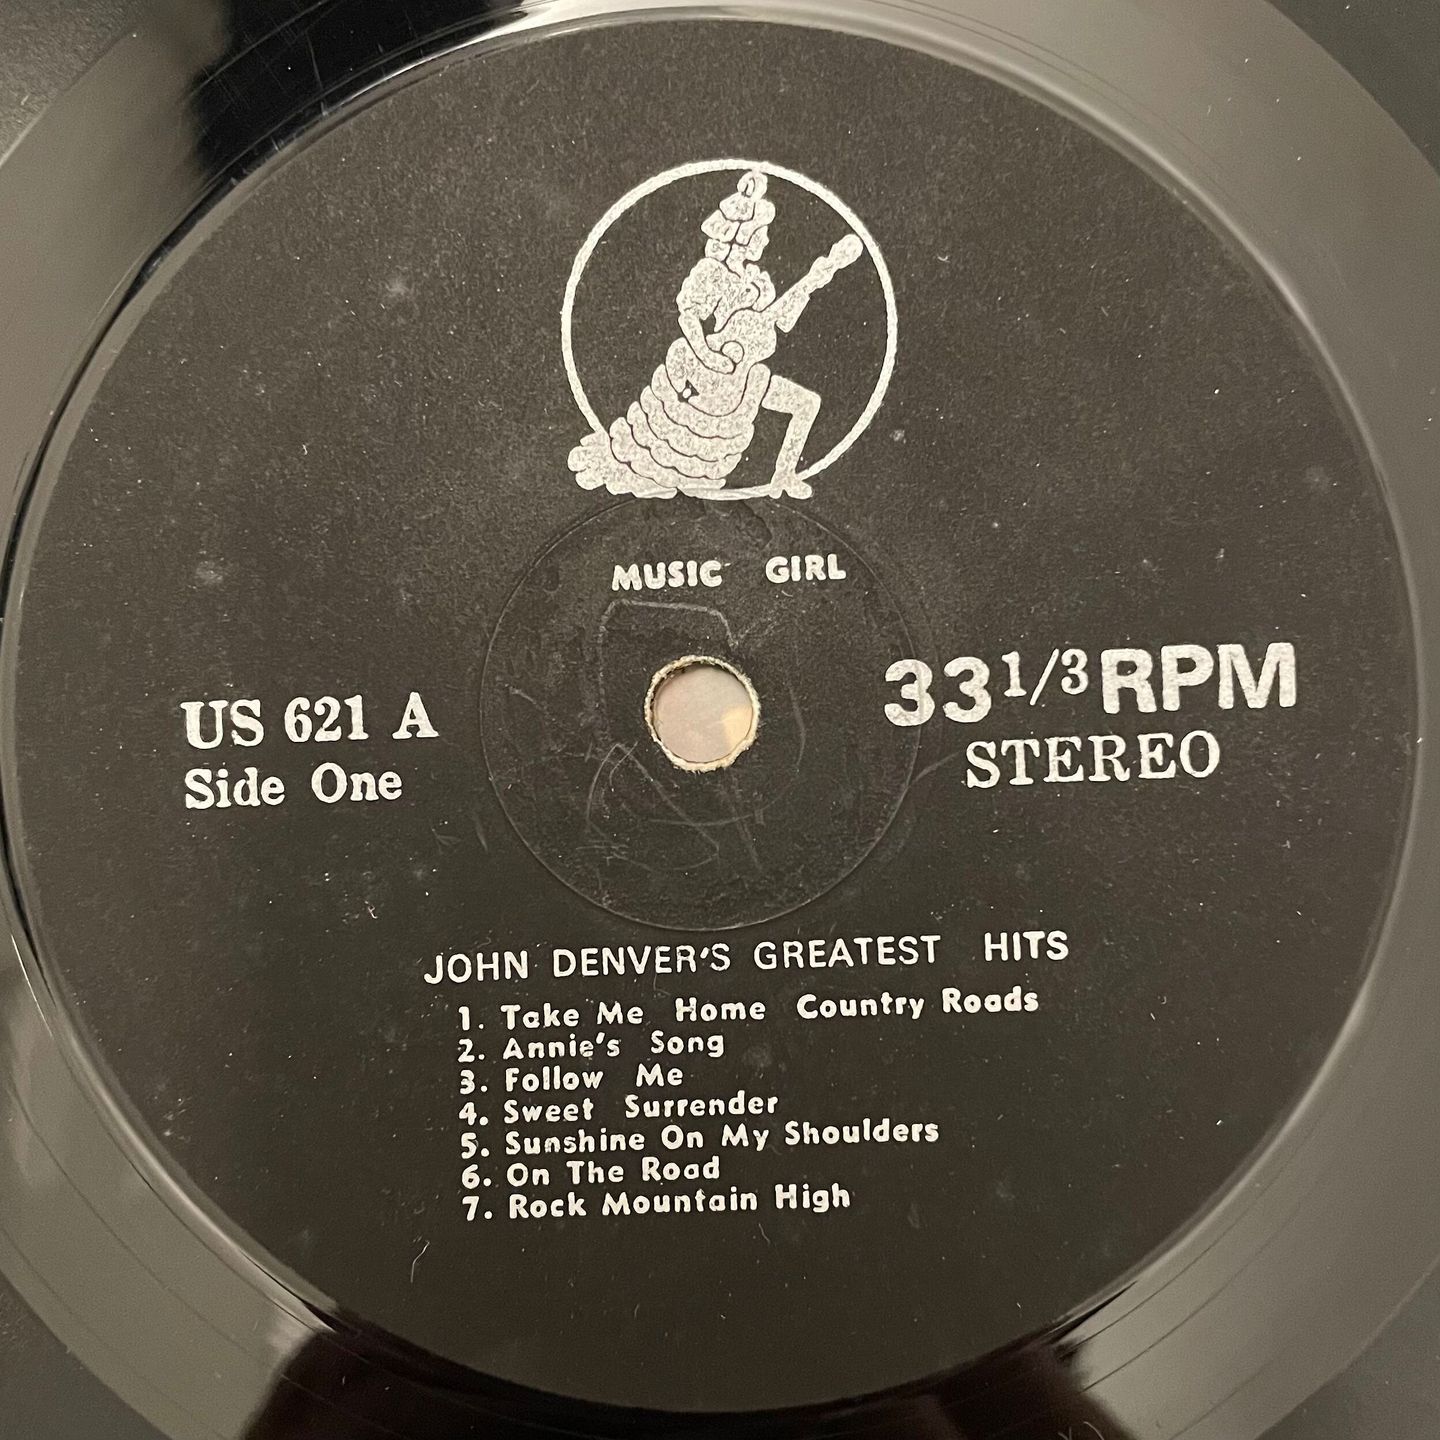 MUSIC GIRL
US 621 A
Side One
33 1/3 RPM
STEREO
JOHN DENVER'S GREATEST HITS
1. Take Me Home Country Roads
2. Annie's Song
3. Follow Me
4. Sweet Surrender
5. Sunshine On My Shoulders
6. On The Road
7. Rock Mountain High